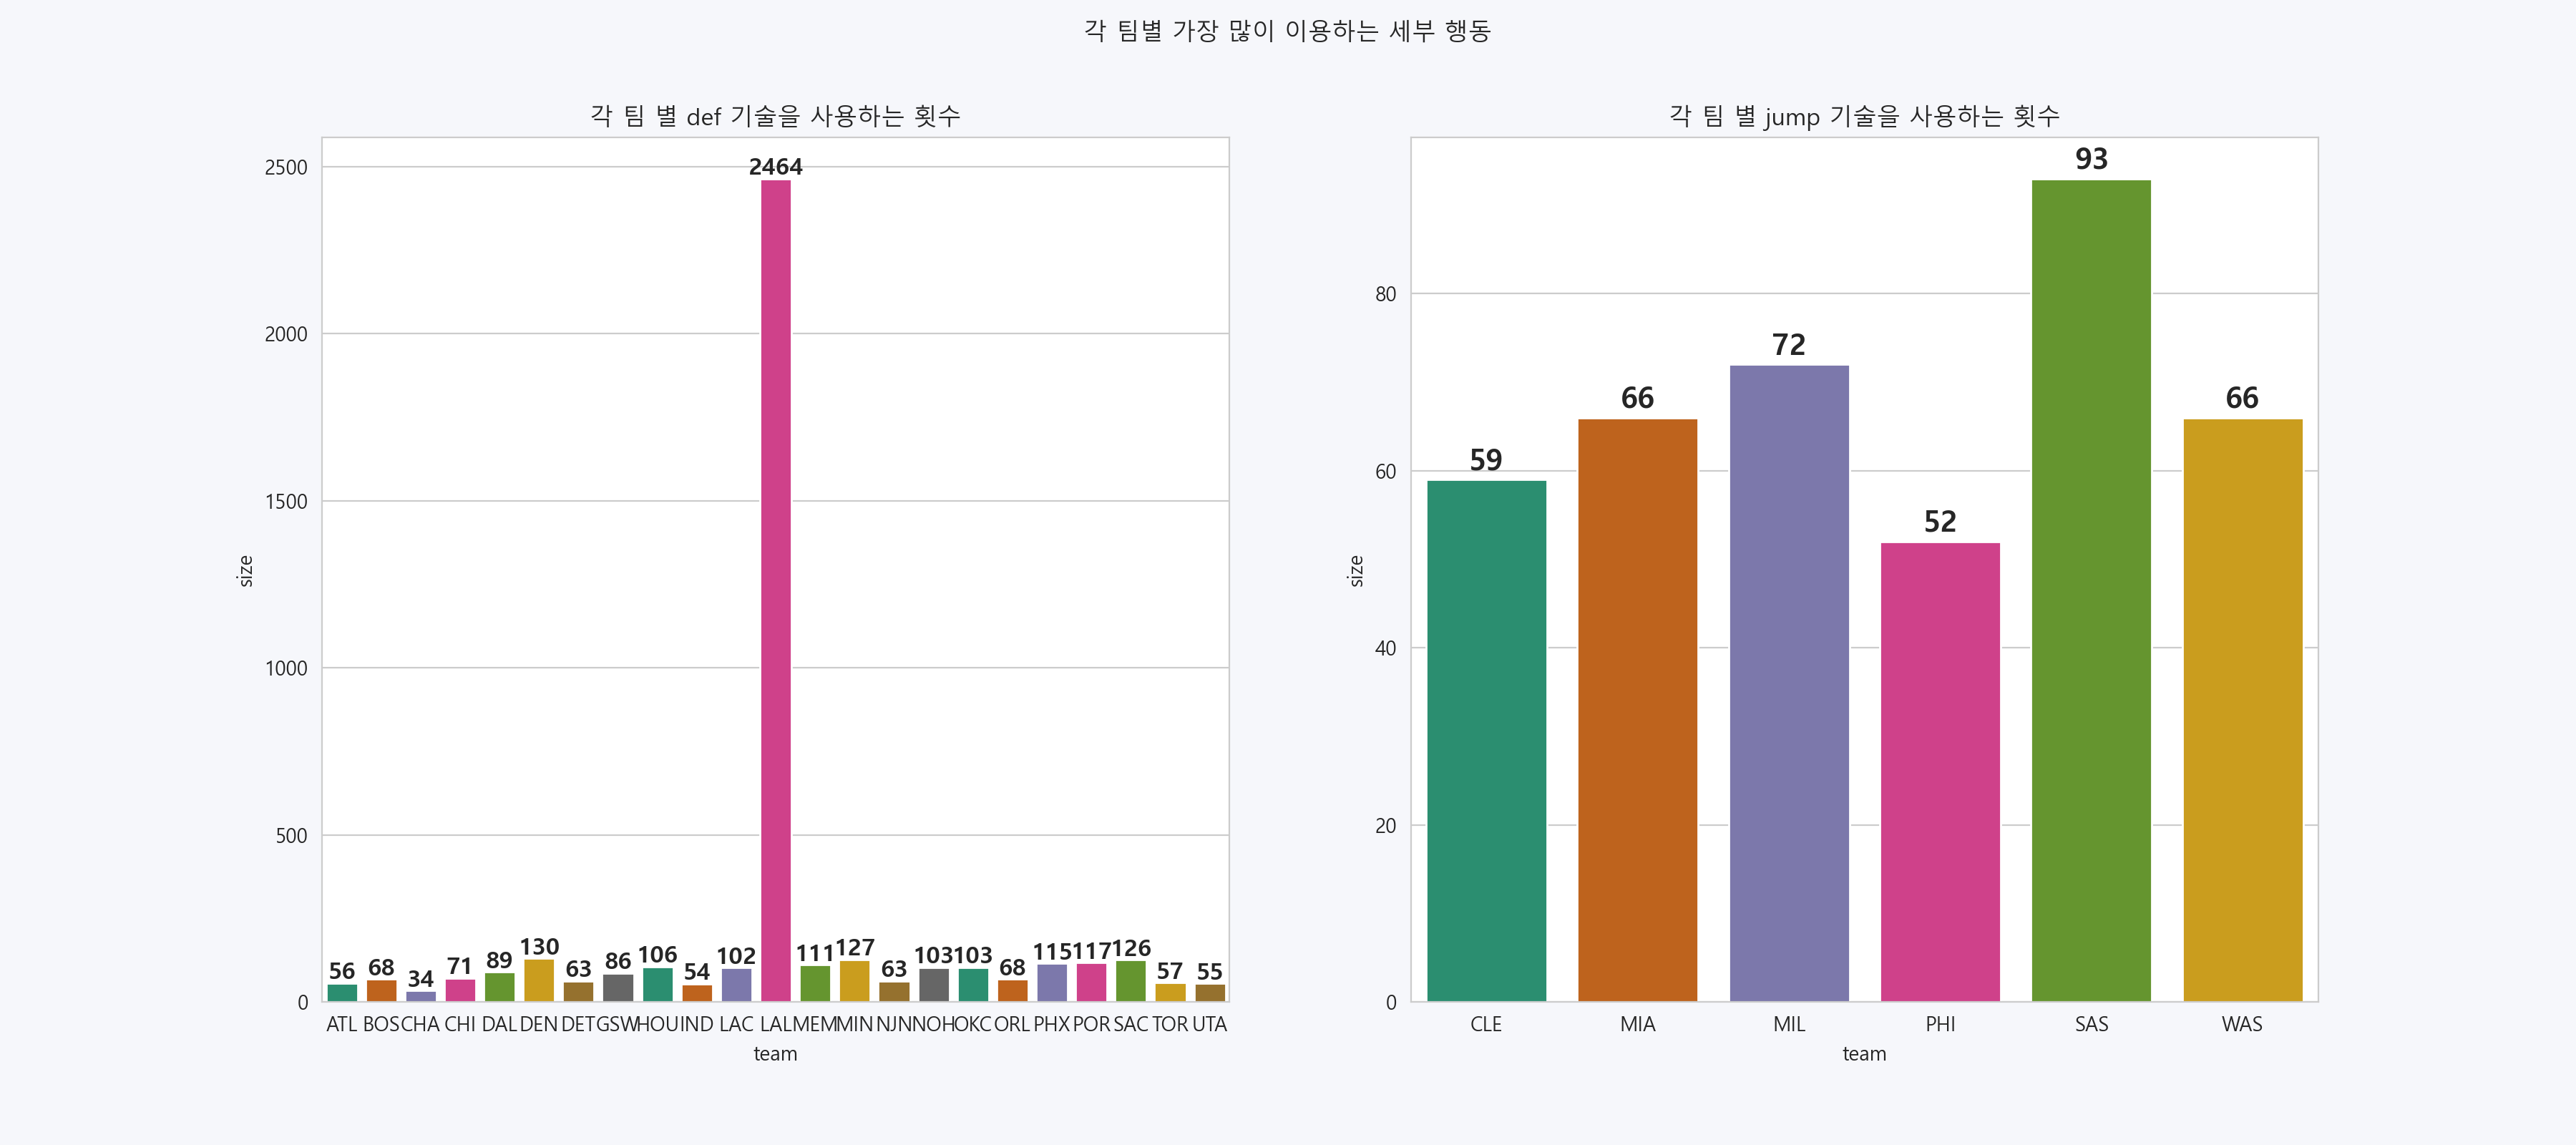 각 팀별 가장 많이 이용하는 세부 행동
각 팀 별 def 기술을 사용하는 횟수
2500
2000
1500
1000
500
0
size
56 68 34 71 89 130 63 86 106 54 102 2464 111 127 63 103 103 68 115 117 126 57 55
ATL BOS CHA CHI DAL DEN DET GSW HOU IND LAC LAL MEM MIN NJN NOH OKC ORL PHX POR SAC TOR UTA
team
각 팀 별 jump 기술을 사용하는 횟수
80
60
40
20
0
size
59 66 72 52 93 66
CLE MIA MIL PHI SAS WAS
team